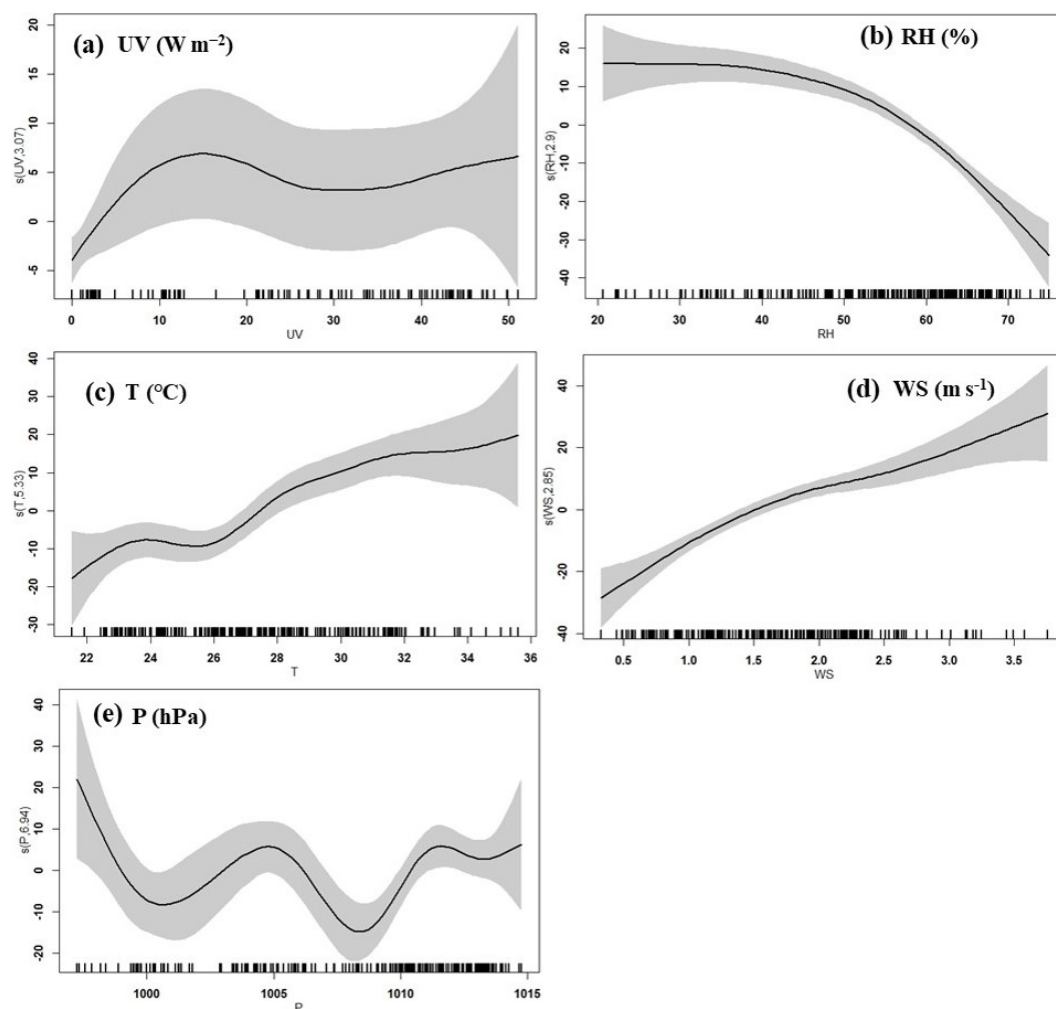 (a) UV (W m⁻²)
s(UV,3.07)
20
15
10
5
0
-5
0 10 20 30 40 50
UV
(b) RH (%)
s(RH,2.9)
20
10
0
-10
-20
-30
-40
20 30 40 50 60 70
RH
(c) T (°C)
s(T,5.33)
40
30
20
10
0
-10
-20
-30
22 24 26 28 30 32 34 36
T
(d) WS (m s⁻¹)
s(WS,2.85)
40
20
0
-20
-40
0.5 1.0 1.5 2.0 2.5 3.0 3.5
WS
(e) P (hPa)
s(P,6.94)
40
30
20
10
0
-10
-20
1000 1005 1010 1015
P